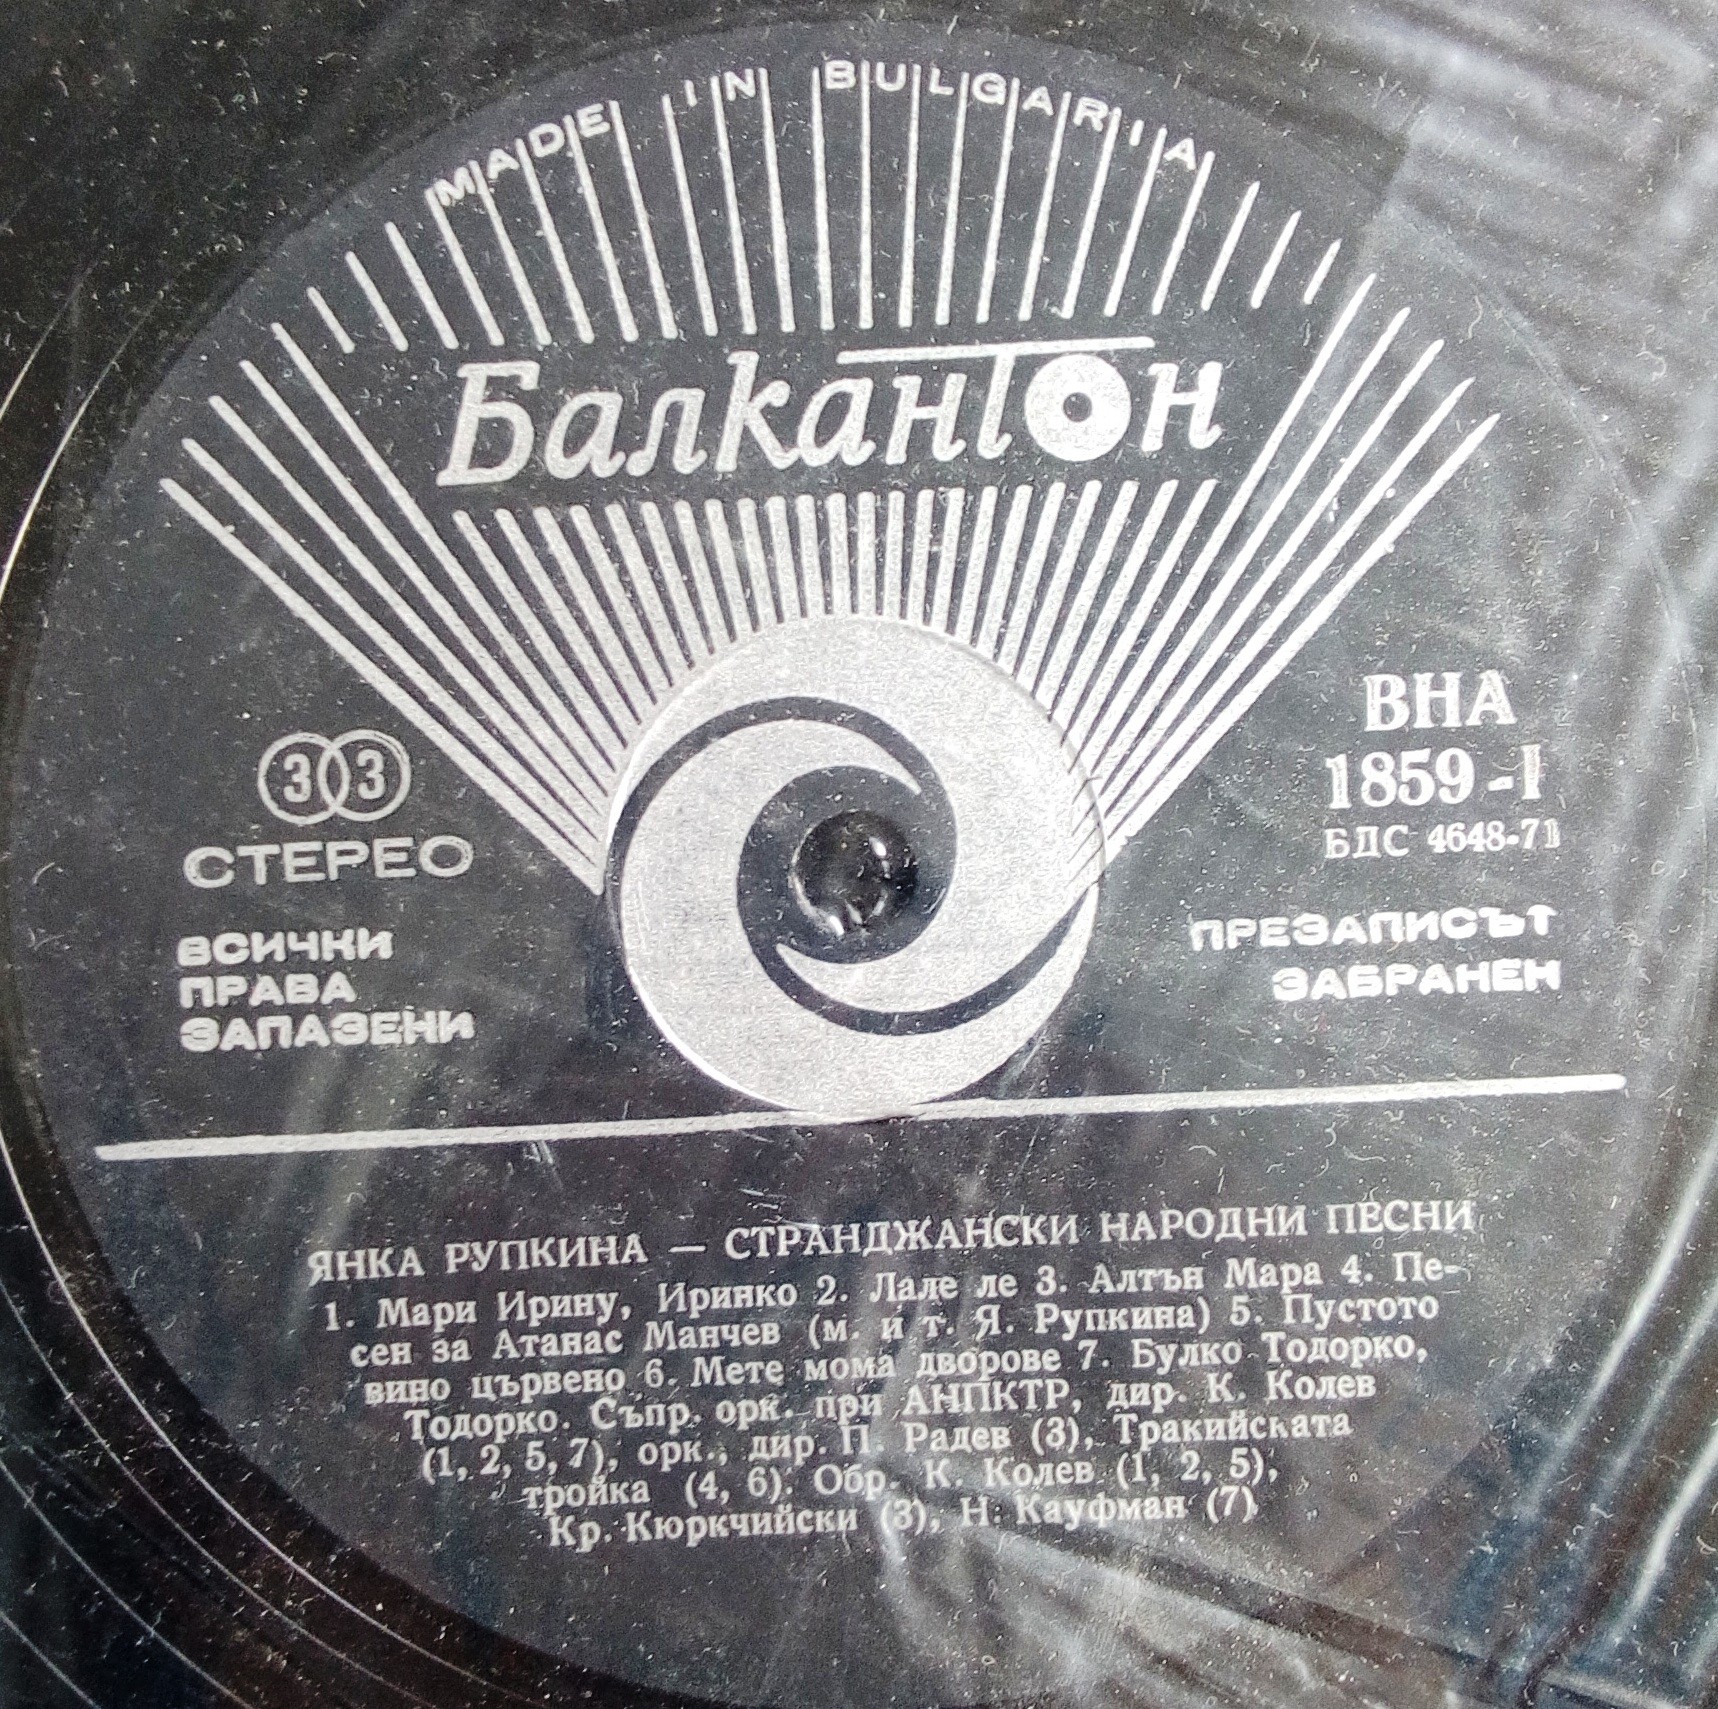 MADE IN BULGARIA
Балкантон
33
СТЕРЕО
ВСИЧКИ
ПРАВА
ЗАПАЗЕНИ
ВНА
1859-I
БДС 4648-71
ПРЕЗАПИСЪТ
ЗАБРАНЕН
ЯНКА РУПКИНА — СТРАНДЖАНСКИ НАРОДНИ ПЕСНИ
1. Мари Ирину, Иринко 2. Лале ле 3. Алтън Мара 4. Пе-
сен за Атанас Манчев (м. и т. Я. Рупкина) 5. Пустото
вино цървено 6. Мете мома дворове 7. Булко Тодорко,
Тодорко. Съпр. орк. при АНПКТР, дир. К. Колев
(1, 2, 5, 7), орк., дир. П. Радев (3), Тракийската
тройка (4, 6). Обр. К. Колев (1, 2, 5),
Кр. Кюркчийски (3), Н. Кауфман (7)